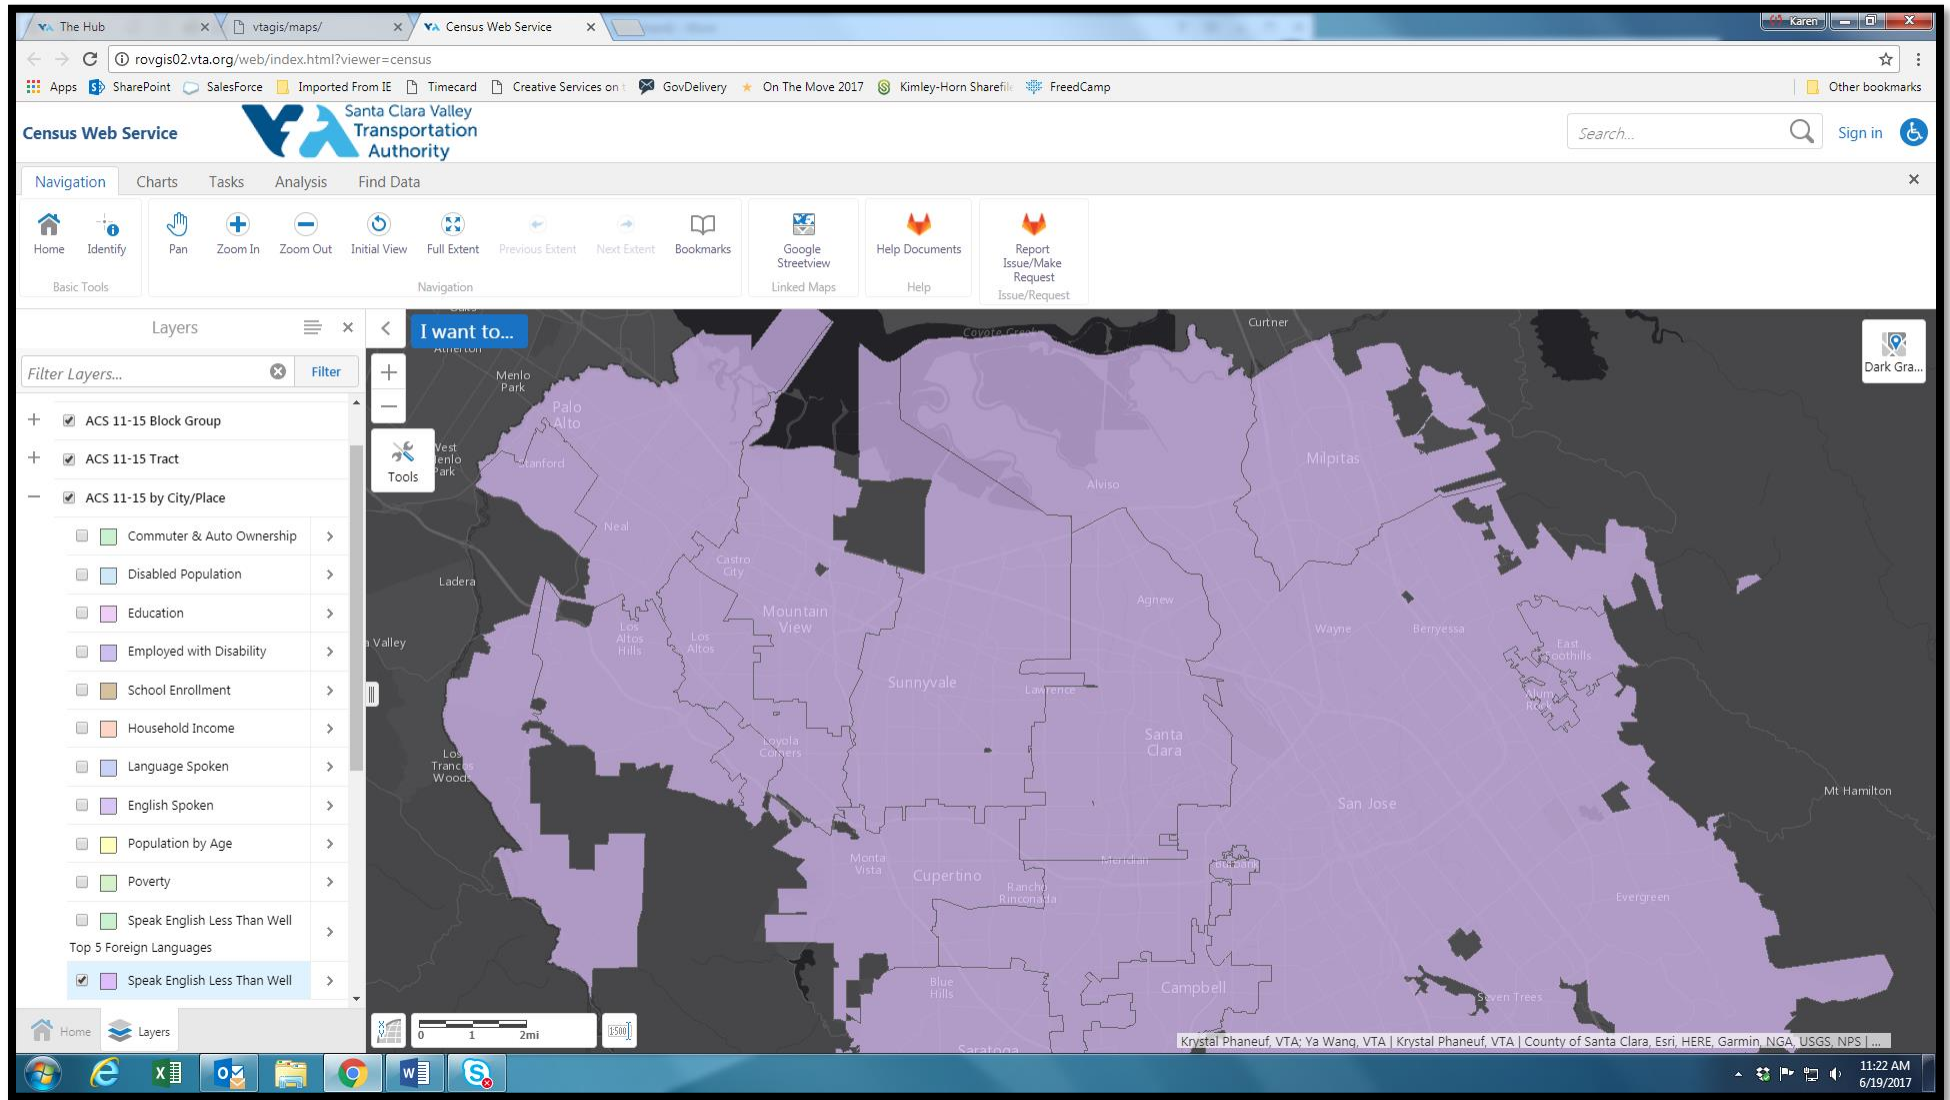 The Hub
vtagis/maps/
Census Web Service
Karen
rovgis02.vta.org/web/index.html?viewer=census
Apps
SharePoint
SalesForce
Imported From IE
Timecard
Creative Services on
GovDelivery
On The Move 2017
Kimley-Horn Sharefil
FreedCamp
Other bookmarks
Census Web Service
Santa Clara Valley
Transportation
Authority
Search...
Sign in
Navigation
Charts
Tasks
Analysis
Find Data
Home
Identify
Pan
Zoom In
Zoom Out
Initial View
Full Extent
Previous Extent
Next Extent
Bookmarks
Google
Streetview
Help Documents
Report
Issue/Make
Request
Basic Tools
Navigation
Linked Maps
Help
Issue/Request
Layers
I want to...
Filter Layers...
Filter
ACS 11-15 Block Group
ACS 11-15 Tract
ACS 11-15 by City/Place
Commuter & Auto Ownership
Disabled Population
Education
Employed with Disability
School Enrollment
Household Income
Language Spoken
English Spoken
Population by Age
Poverty
Speak English Less Than Well
Top 5 Foreign Languages
Speak English Less Than Well
Home
Layers
Tools
Dark Gra...
Coyote Creek
Curtner
Atherton
Menlo
Park
Palo
Alto
West
Menlo
Park
Stanford
Milpitas
Alviso
Neal
Castro
City
Ladera
Mountain
View
Agnew
Los
Altos
Hills
Los
Altos
Wayne
Berryessa
East
Foothills
a Valley
Sunnyvale
Lawrence
Alum
Rock
Santa
Clara
Loyola
Corners
Los
Trancos
Woods
San Jose
Mt Hamilton
Monta
Vista
Cupertino
Meridian
Burbank
Rancho
Rinconada
Evergreen
Blue
Hills
Campbell
Seven Trees
Saratoga
0 1 2mi
1:500
Krystal Phaneuf, VTA; Ya Wang, VTA | Krystal Phaneuf, VTA | County of Santa Clara, Esri, HERE, Garmin, NGA, USGS, NPS | ...
11:22 AM
6/19/2017